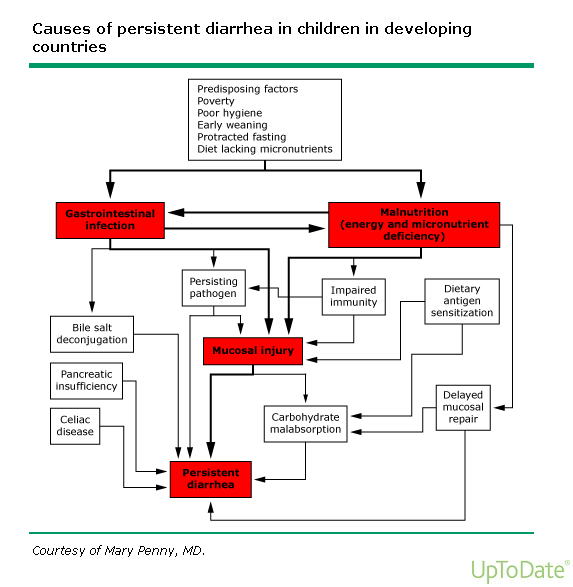 Causes of persistent diarrhea in children in developing
countries
Predisposing factors
Poverty
Poor hygiene
Early weaning
Protracted fasting
Diet lacking micronutrients
Gastrointestinal
infection
Malnutrition
(energy and micronutrient
deficiency)
Persisting
pathogen
Impaired
immunity
Dietary
antigen
sensitization
Bile salt
deconjugation
Mucosal injury
Pancreatic
insufficiency
Celiac
disease
Carbohydrate
malabsorption
Delayed
mucosal
repair
Persistent
diarrhea
Courtesy of Mary Penny, MD.
UpToDate®